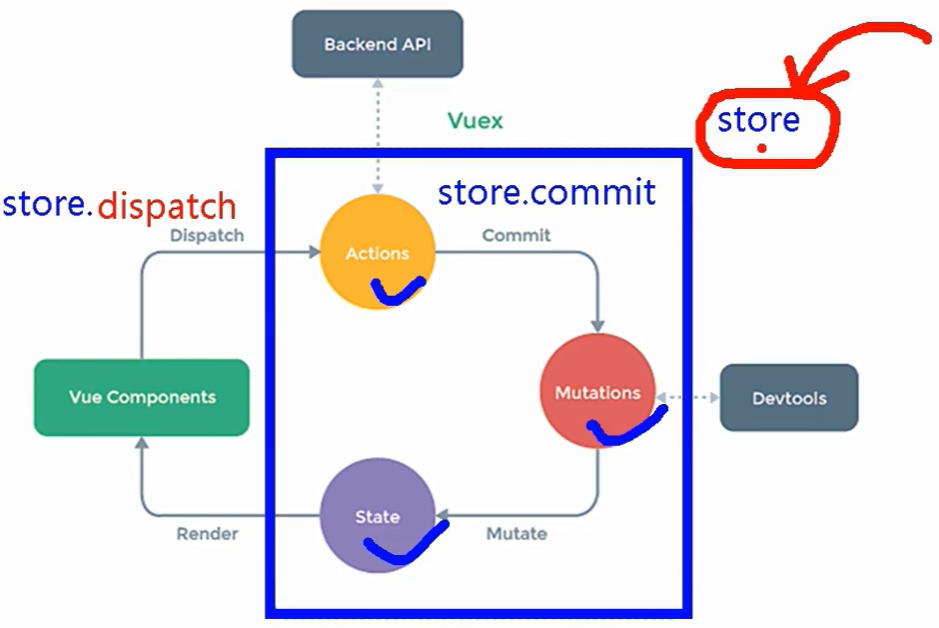 Backend API
Vuex
store
store.dispatch
store.commit
Dispatch
Actions
Commit
Vue Components
Mutations
Devtools
State
Render
Mutate